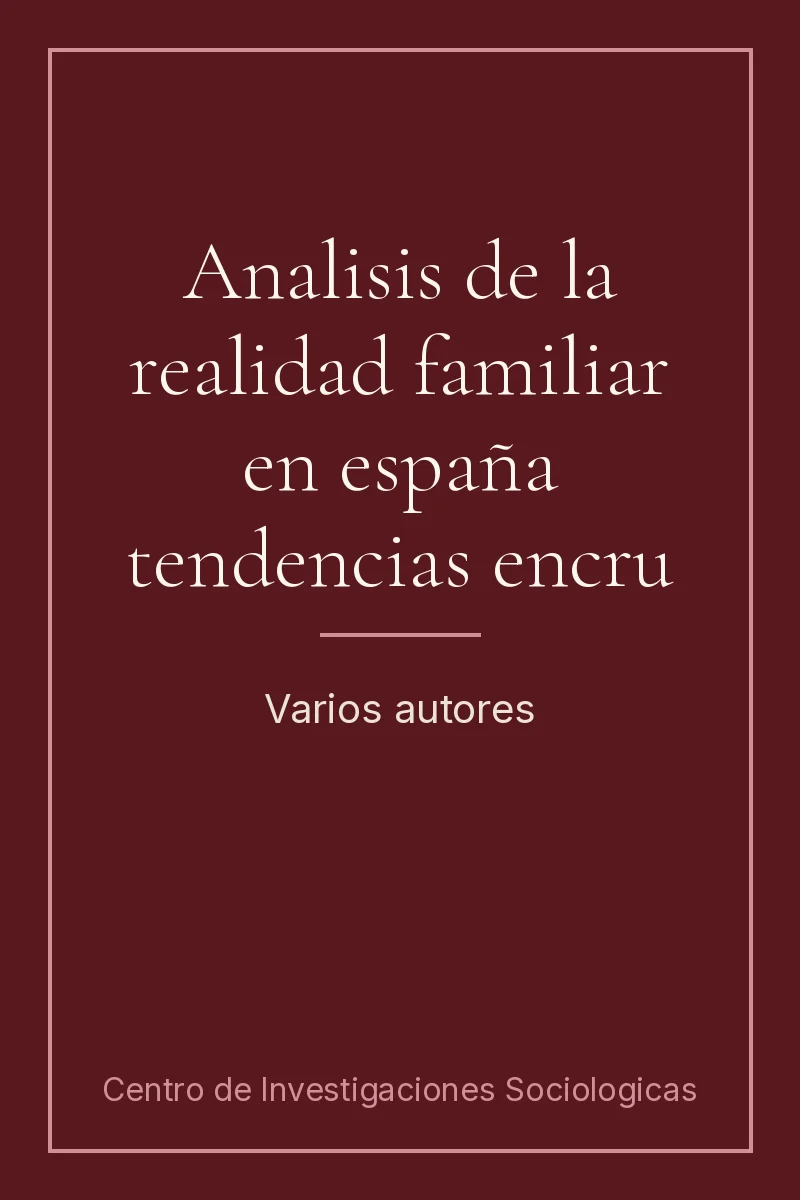 Analisis de la
realidad familiar
en españa
tendencias encru
Varios autores
Centro de Investigaciones Sociologicas